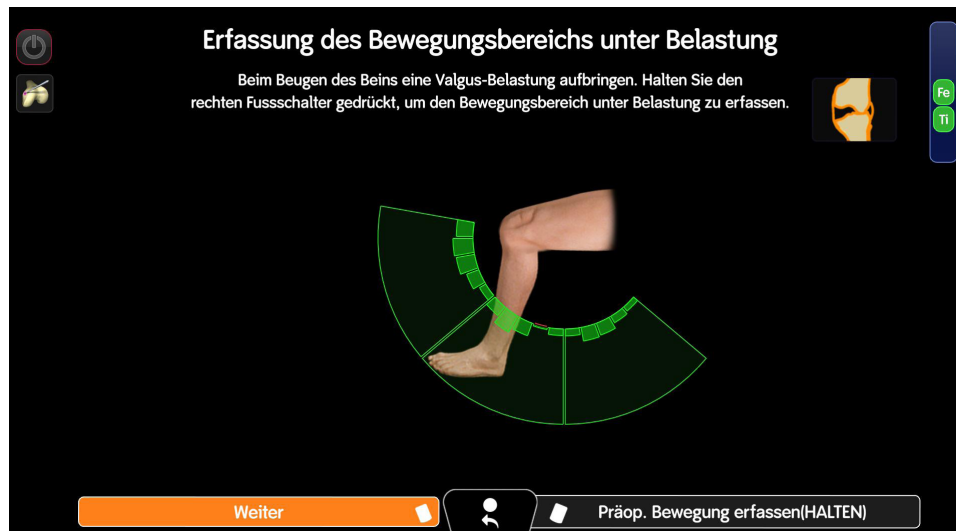 Erfassung des Bewegungsbereichs unter Belastung
Beim Beugen des Beins eine Valgus-Belastung aufbringen. Halten Sie den
rechten Fussschalter gedrückt, um den Bewegungsbereich unter Belastung zu erfassen.
Fe
Ti
Weiter
Präop. Bewegung erfassen(HALTEN)